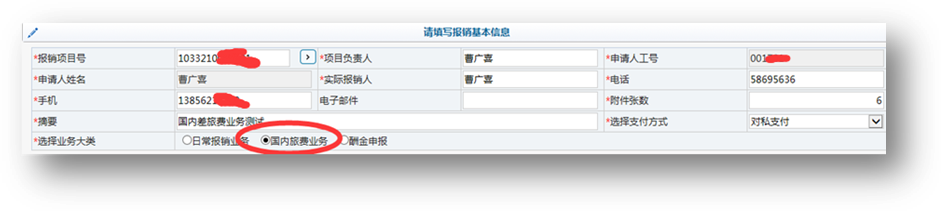 请填写报销基本信息
*报销项目号 103321 *项目负责人 曹广喜 *申请人工号 001
*申请人姓名 曹广喜 *实际报销人 曹广喜 *电话 58695636
*手机 1385621 电子邮件 *附件张数 6
*摘要 国内差旅费业务测试 *选择支付方式 对私支付
*选择业务大类 日常报销业务 国内旅费业务 酬金申报